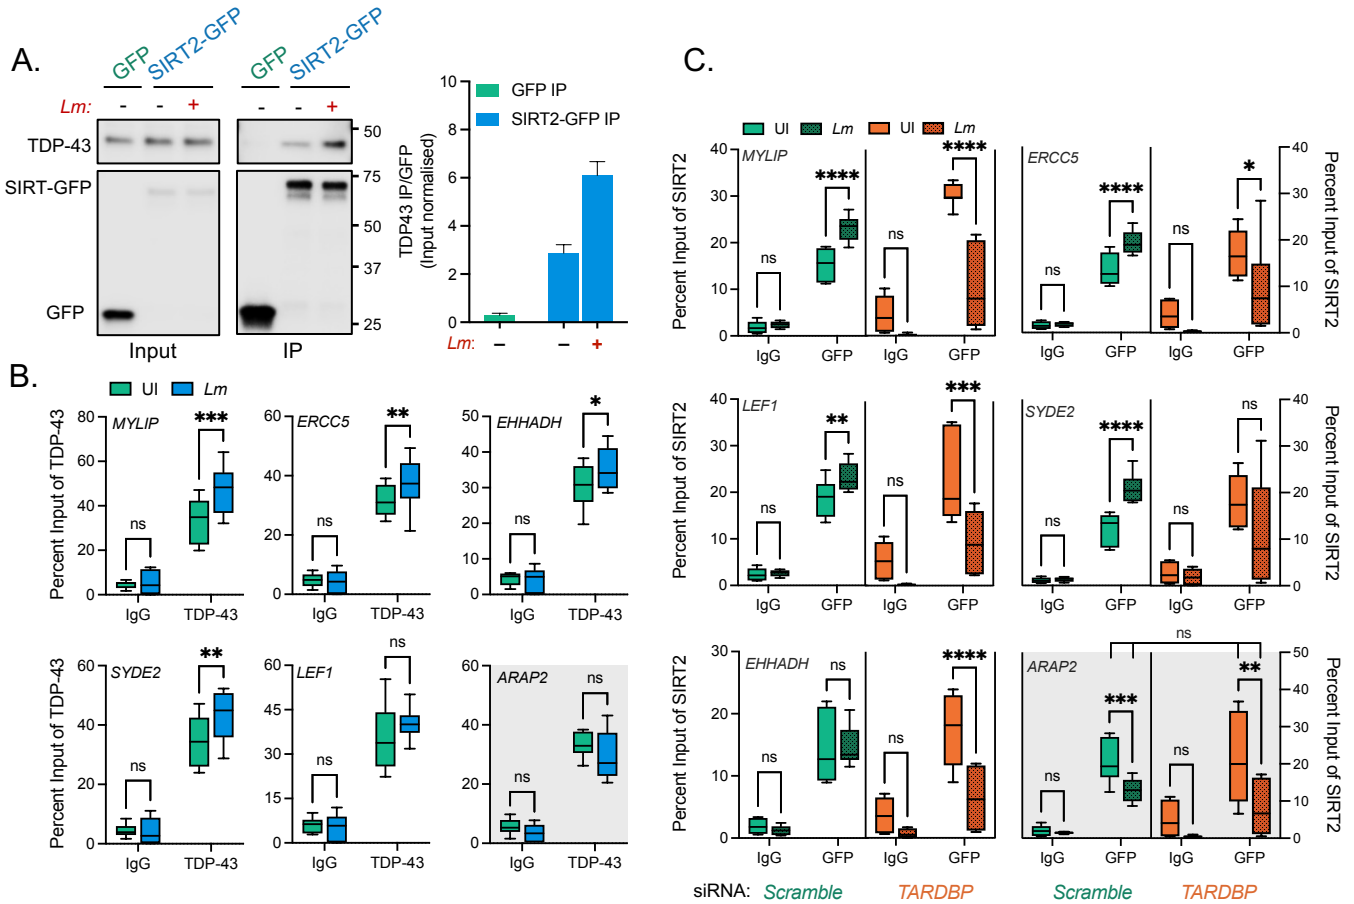 A.
GFP
SIRT2-GFP
GFP
SIRT2-GFP
Lm: - - + - - +
TDP-43
SIRT-GFP
GFP
50
75
50
37
25
Input
IP
TDP43 IP/GFP
(Input normalised)
10
8
6
4
2
0
GFP IP
SIRT2-GFP IP
Lm: – – +
B.
UI Lm
Percent Input of TDP-43
80
60
40
20
0
MYLIP
ns
***
IgG TDP-43
60
40
20
0
ERCC5
ns
**
IgG TDP-43
50
40
30
20
10
0
EHHADH
ns
*
IgG TDP-43
Percent Input of TDP-43
60
40
20
0
SYDE2
ns
**
IgG TDP-43
60
45
30
15
0
LEF1
ns
ns
IgG TDP-43
60
40
20
0
ARAP2
ns
ns
IgG TDP-43
C.
UI Lm UI Lm
Percent Input of SIRT2
40
30
20
10
0
MYLIP
ns
****
ns
****
IgG GFP IgG GFP
ERCC5
ns
****
ns
*
IgG GFP IgG GFP
40
30
20
10
0
Percent Input of SIRT2
Percent Input of SIRT2
40
30
20
10
0
LEF1
ns
**
ns
***
IgG GFP IgG GFP
SYDE2
ns
****
ns
ns
IgG GFP IgG GFP
40
30
20
10
0
Percent Input of SIRT2
Percent Input of SIRT2
30
20
10
0
EHHADH
ns
ns
ns
****
IgG GFP IgG GFP
ARAP2
ns
ns
***
ns
**
IgG GFP IgG GFP
50
40
30
20
10
0
Percent Input of SIRT2
siRNA: Scramble TARDBP Scramble TARDBP